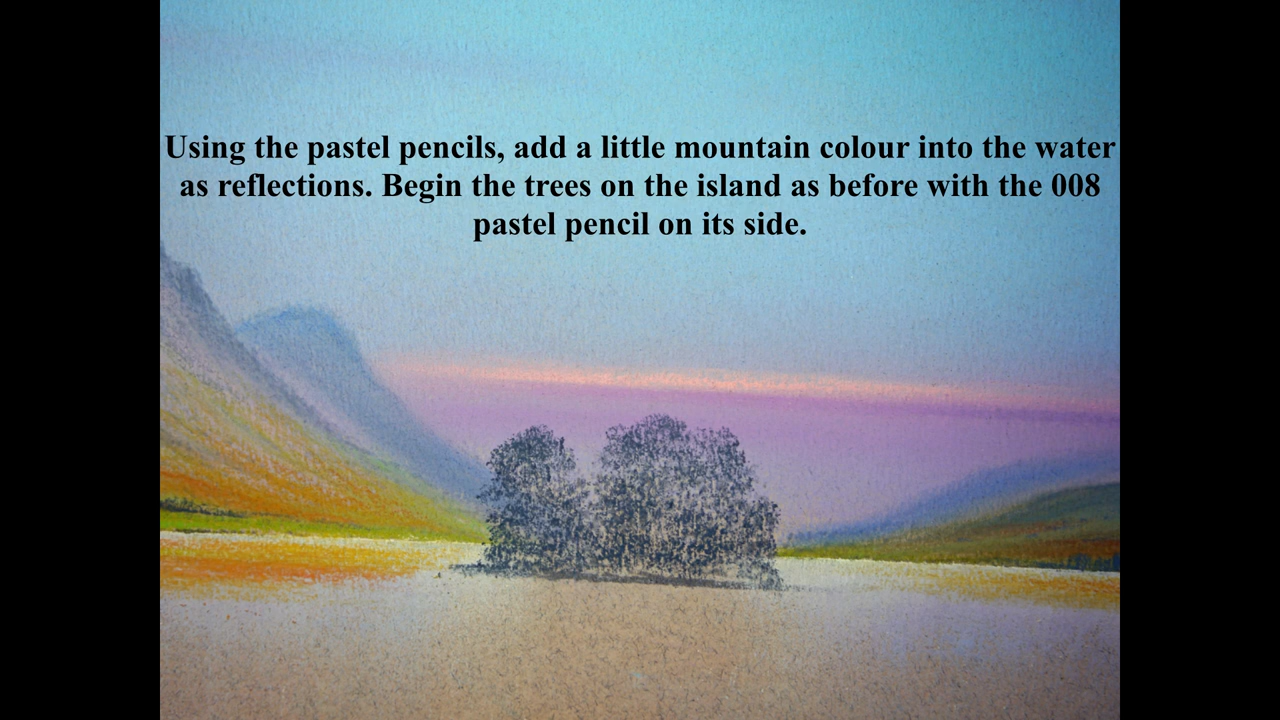 Using the pastel pencils, add a little mountain colour into the water
as reflections. Begin the trees on the island as before with the 008
pastel pencil on its side.